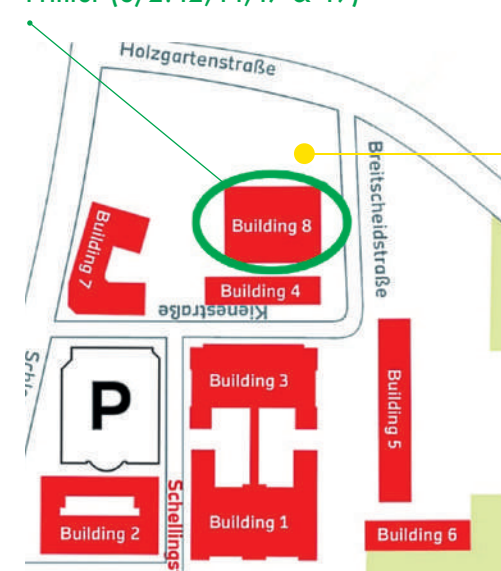 Holzgartenstraße
Breitscheidstraße
Building 8
Building 7
Building 4
Kienestraße
Building 3
P
Building 5
Schellings
Building 1
Building 2
Building 6